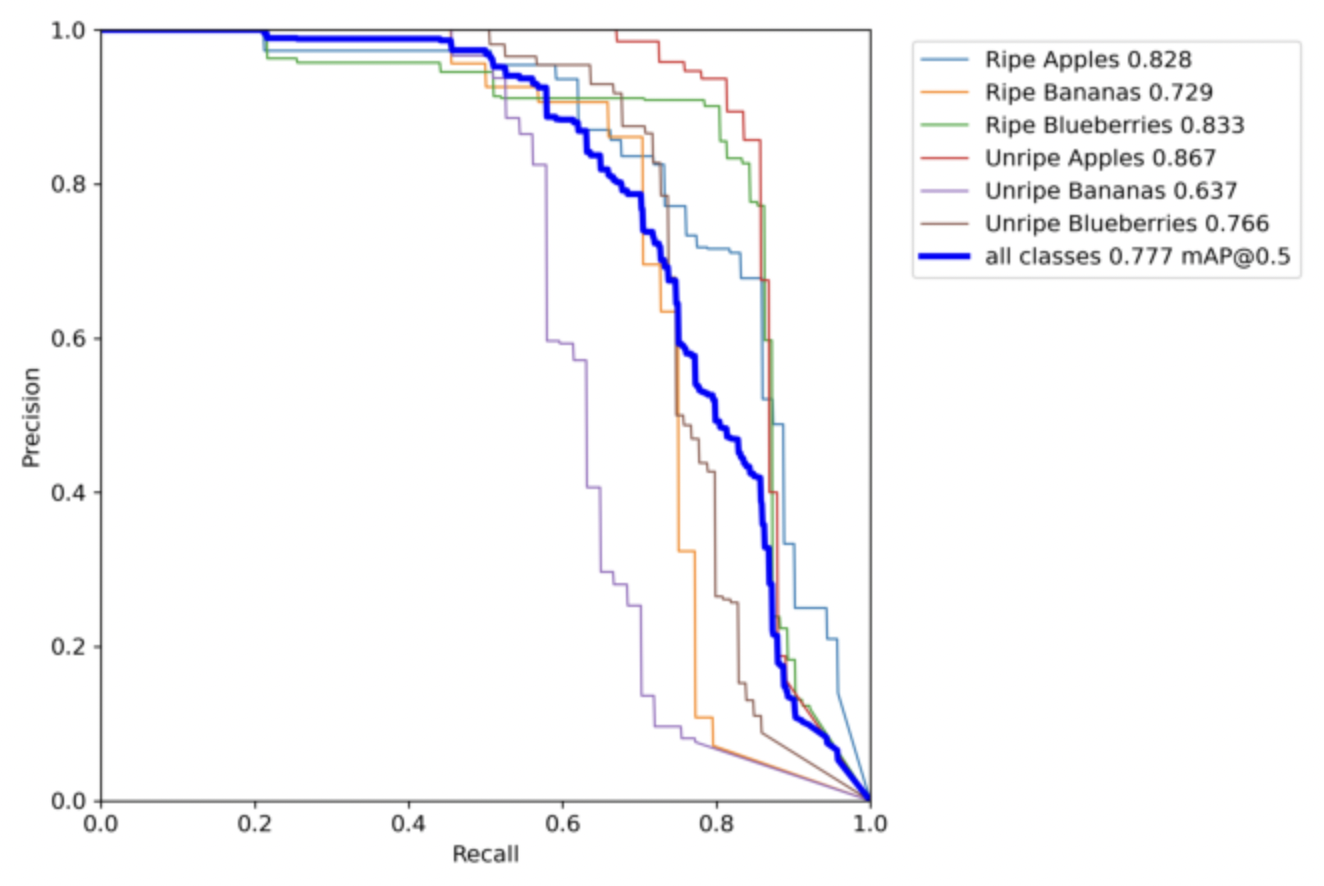 1.0
0.8
0.6
0.4
0.2
0.0
Precision
0.0 0.2 0.4 0.6 0.8 1.0
Recall
Ripe Apples 0.828
Ripe Bananas 0.729
Ripe Blueberries 0.833
Unripe Apples 0.867
Unripe Bananas 0.637
Unripe Blueberries 0.766
all classes 0.777 mAP@0.5